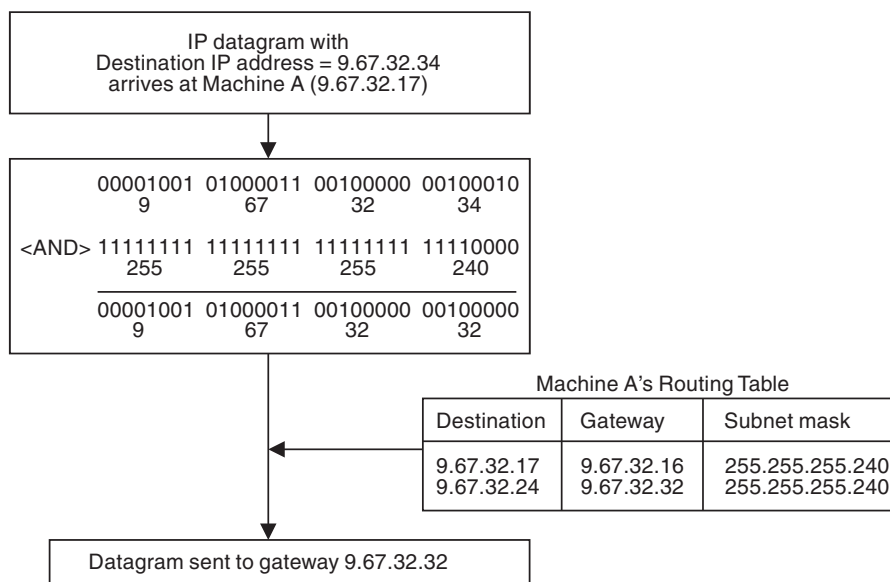 IP datagram with
Destination IP address = 9.67.32.34
arrives at Machine A (9.67.32.17)
00001001 01000011 00100000 00100010
9 67 32 34
<AND> 11111111 11111111 11111111 11110000
255 255 255 240
00001001 01000011 00100000 00100000
9 67 32 32
Machine A's Routing Table
Destination Gateway Subnet mask
9.67.32.17 9.67.32.16 255.255.255.240
9.67.32.24 9.67.32.32 255.255.255.240
Datagram sent to gateway 9.67.32.32